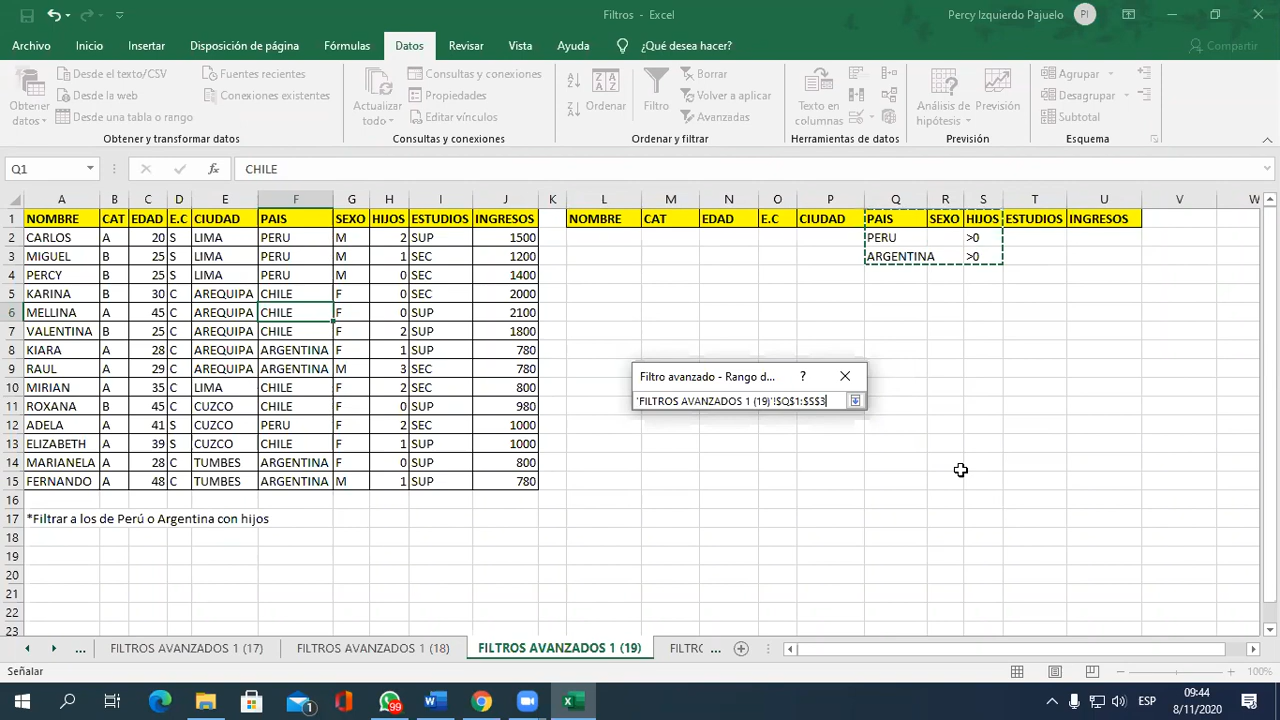 Filtros - Excel
Percy Izquierdo Pajuelo PI
Archivo Inicio Insertar Disposición de página Fórmulas Datos Revisar Vista Ayuda ¿Qué desea hacer? Compartir
Obtener datos
Desde el texto/CSV
Desde la web
Desde una tabla o rango
Fuentes recientes
Conexiones existentes
Actualizar todo
Consultas y conexiones
Propiedades
Editar vínculos
Ordenar
Filtro
Borrar
Volver a aplicar
Avanzadas
Texto en columnas
Análisis de hipótesis
Previsión
Agrupar
Desagrupar
Subtotal
Obtener y transformar datos Consultas y conexiones Ordenar y filtrar Herramientas de datos Previsión Esquema
Q1 fx CHILE
A B C D E F G H I J K L M N O P Q R S T U V W
1 NOMBRE CAT EDAD E.C CIUDAD PAIS SEXO HIJOS ESTUDIOS INGRESOS NOMBRE CAT EDAD E.C CIUDAD PAIS SEXO HIJOS ESTUDIOS INGRESOS
2 CARLOS A 20 S LIMA PERU M 2 SUP 1500 PERU >0
3 MIGUEL B 25 S LIMA PERU M 1 SEC 1200 ARGENTINA >0
4 PERCY B 25 S LIMA PERU M 0 SEC 1400
5 KARINA B 30 C AREQUIPA CHILE F 0 SEC 2000
6 MELLINA A 45 C AREQUIPA CHILE F 0 SUP 2100
7 VALENTINA B 25 C AREQUIPA CHILE F 2 SUP 1800
8 KIARA A 28 C AREQUIPA ARGENTINA F 1 SUP 780
9 RAUL A 29 C AREQUIPA ARGENTINA M 3 SEC 780
10 MIRIAN A 35 C LIMA CHILE F 2 SEC 800
11 ROXANA B 45 C CUZCO CHILE F 0 SUP 980
12 ADELA A 41 S CUZCO PERU F 2 SEC 1000
13 ELIZABETH A 39 S CUZCO CHILE F 1 SUP 1000
14 MARIANELA A 28 C TUMBES ARGENTINA F 0 SUP 800
15 FERNANDO A 48 C TUMBES ARGENTINA M 1 SUP 780
16
17 *Filtrar a los de Perú o Argentina con hijos
18
19
20
21
22
23
Filtro avanzado - Rango d... ?
'FILTROS AVANZADOS 1 (19)'!$Q$1:$S$3
... FILTROS AVANZADOS 1 (17) FILTROS AVANZADOS 1 (18) FILTROS AVANZADOS 1 (19) FILTRC ...
Señalar 100%
1 99 ESP 09:44
8/11/2020